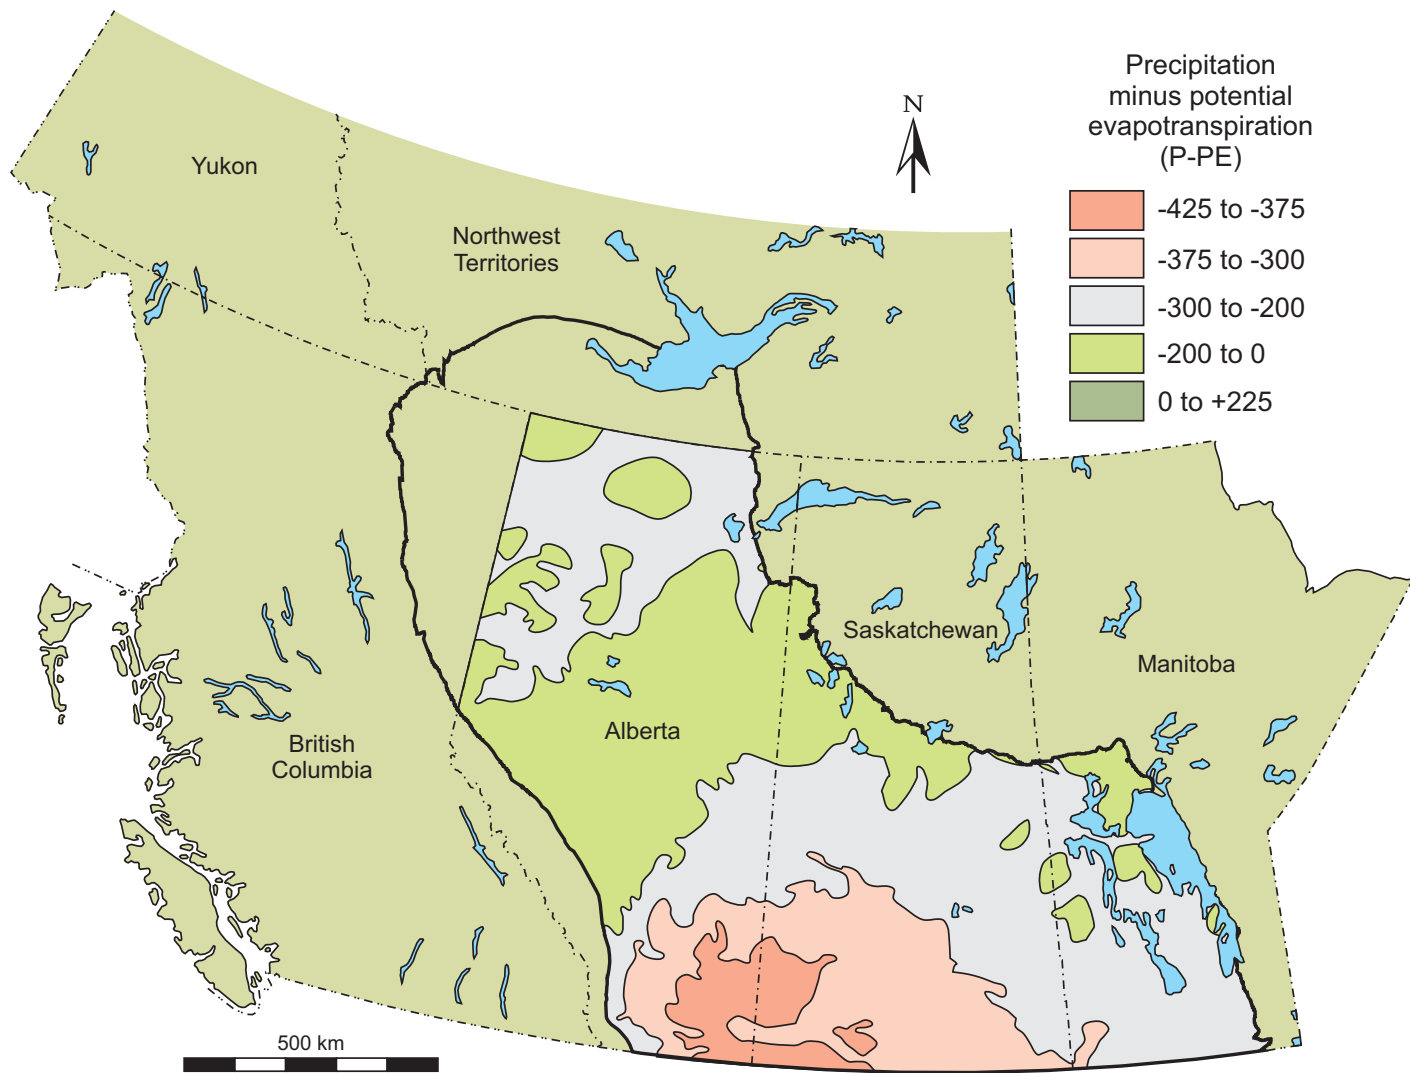 Precipitation
minus potential
evapotranspiration
(P-PE)
-425 to -375
-375 to -300
-300 to -200
-200 to 0
0 to +225
N
Yukon
Northwest
Territories
Saskatchewan
Manitoba
Alberta
British
Columbia
500 km